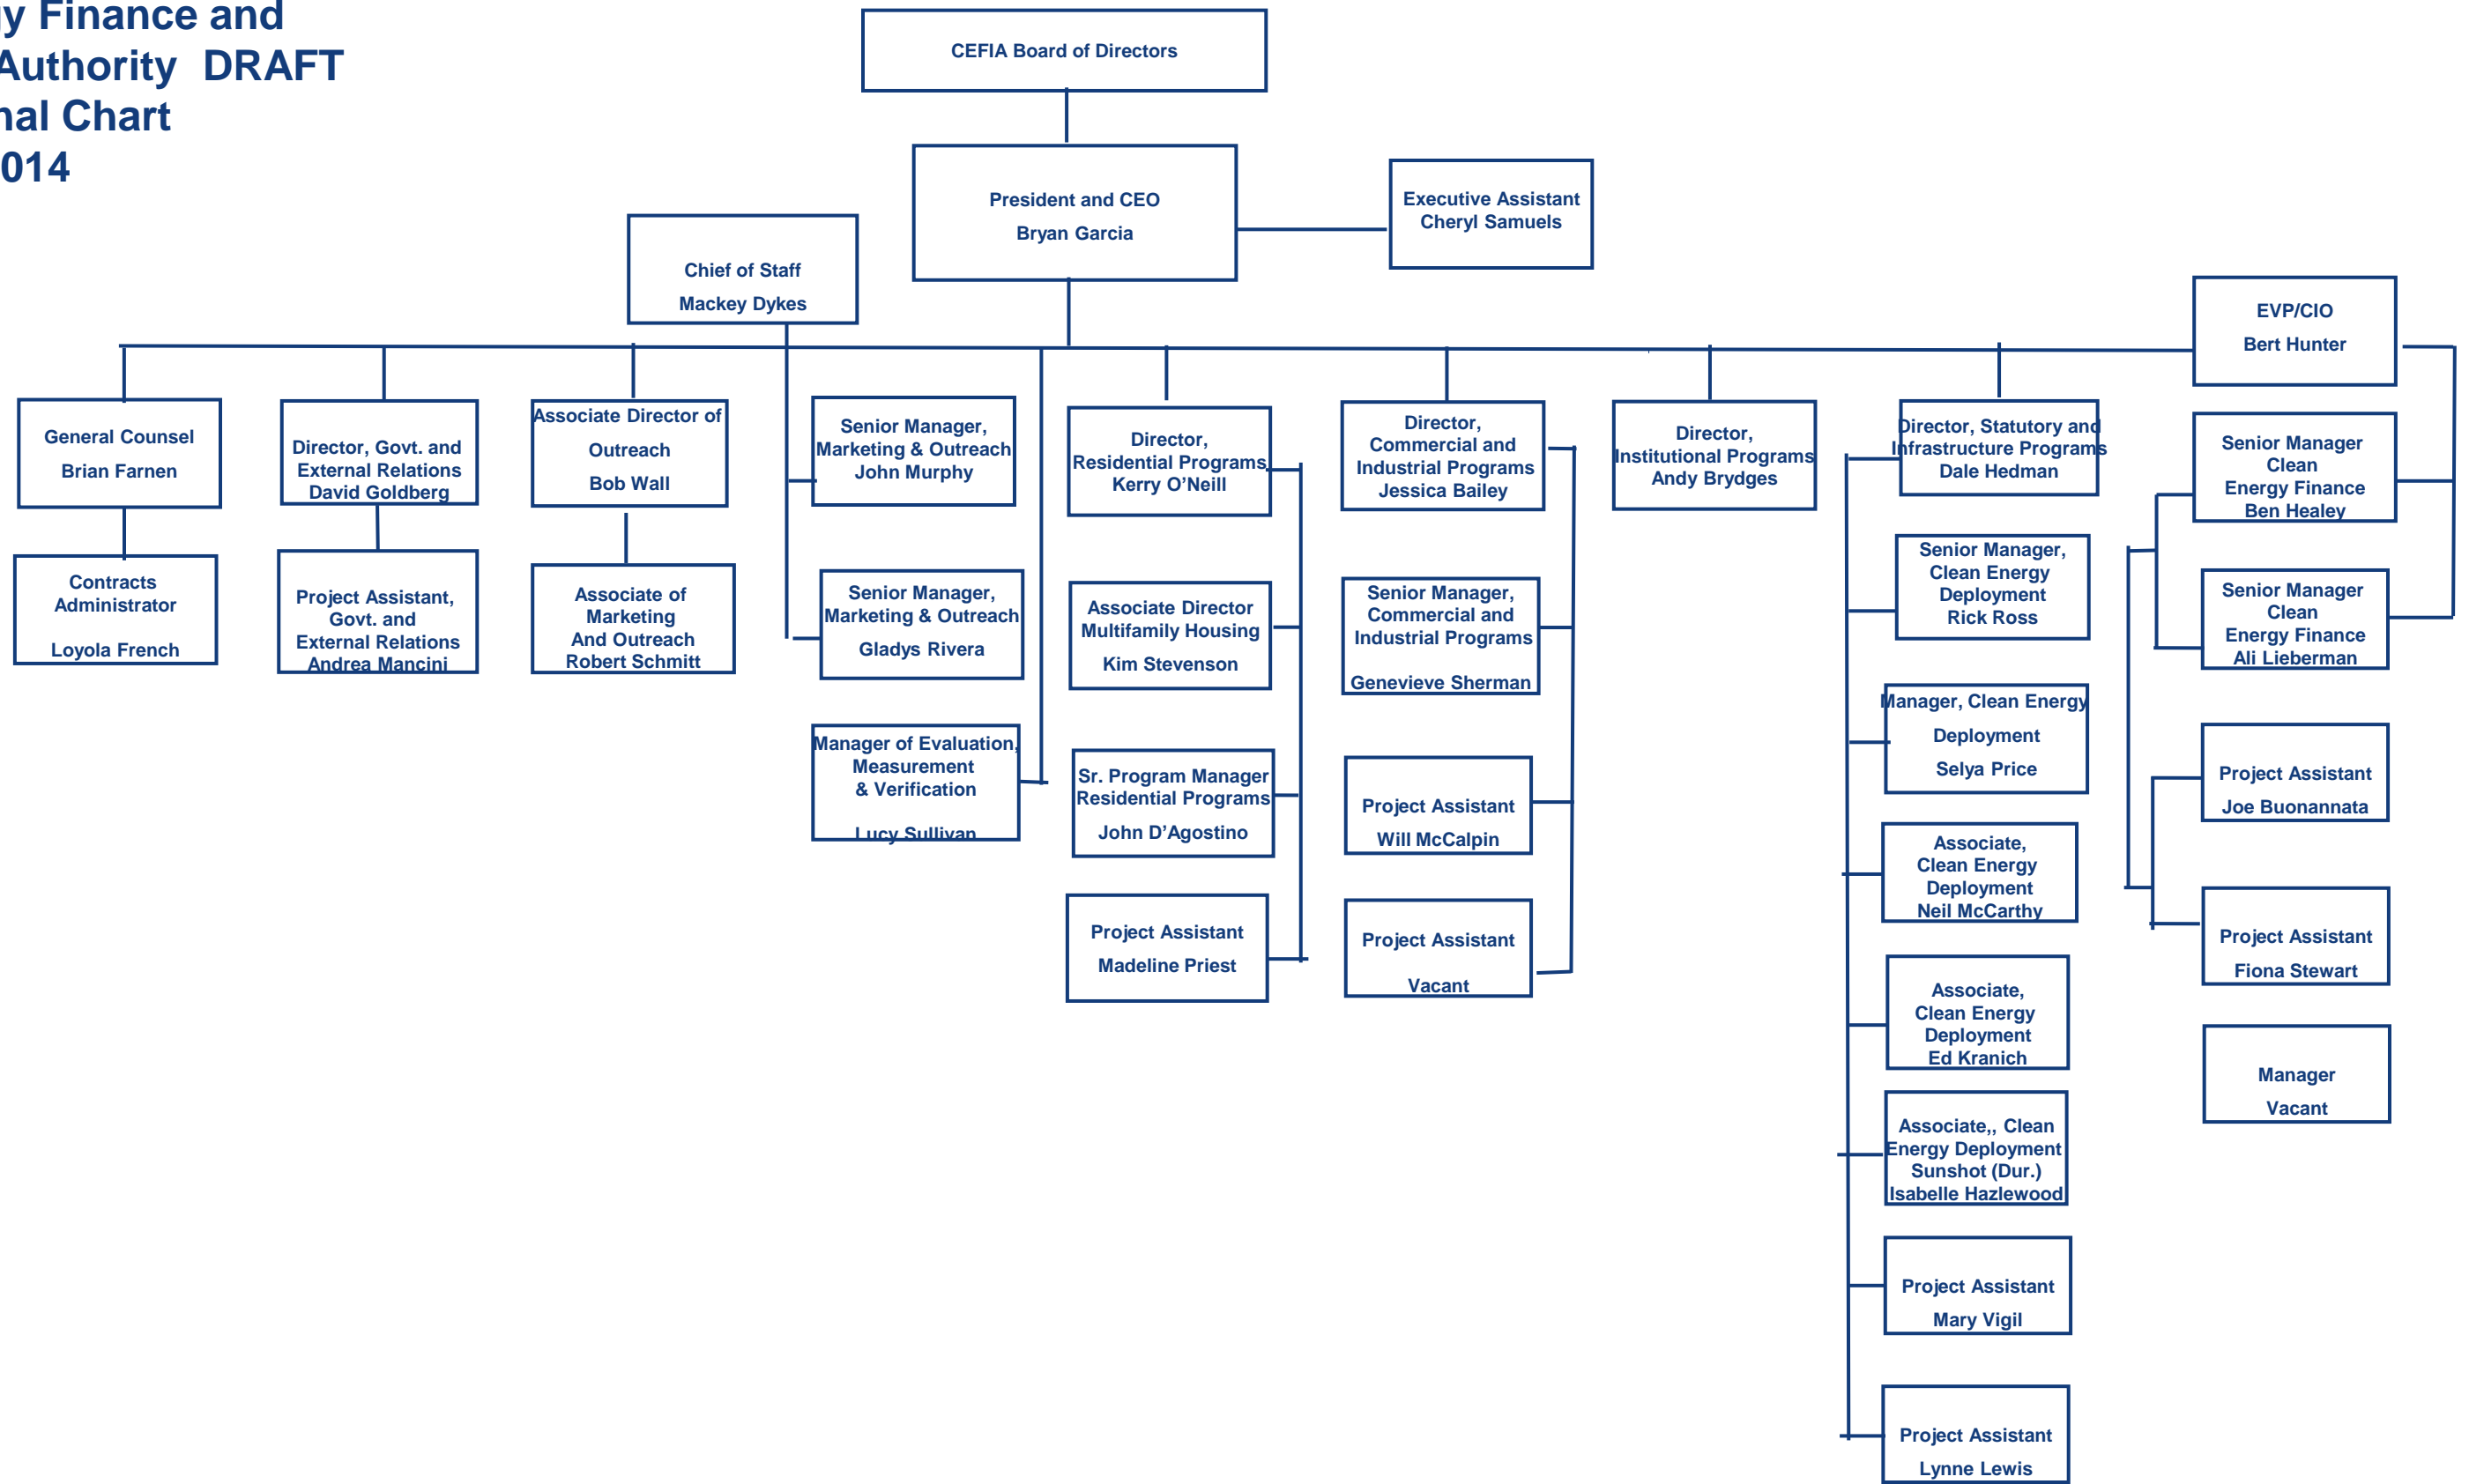 y Finance and
Authority DRAFT
nal Chart
014
CEFIA Board of Directors
President and CEO
Bryan Garcia
Executive Assistant
Cheryl Samuels
Chief of Staff
Mackey Dykes
EVP/CIO
Bert Hunter
General Counsel
Brian Farnen
Contracts
Administrator
Loyola French
Director, Govt. and
External Relations
David Goldberg
Project Assistant,
Govt. and
External Relations
Andrea Mancini
Associate Director of
Outreach
Bob Wall
Associate of
Marketing
And Outreach
Robert Schmitt
Senior Manager,
Marketing & Outreach
John Murphy
Senior Manager,
Marketing & Outreach
Gladys Rivera
Manager of Evaluation,
Measurement
& Verification
Lucy Sullivan
Director,
Residential Programs
Kerry O’Neill
Associate Director
Multifamily Housing
Kim Stevenson
Sr. Program Manager
Residential Programs
John D’Agostino
Project Assistant
Madeline Priest
Director,
Commercial and
Industrial Programs
Jessica Bailey
Senior Manager,
Commercial and
Industrial Programs
Genevieve Sherman
Project Assistant
Will McCalpin
Project Assistant
Vacant
Director,
Institutional Programs
Andy Brydges
Director, Statutory and
Infrastructure Programs
Dale Hedman
Senior Manager,
Clean Energy
Deployment
Rick Ross
Manager, Clean Energy
Deployment
Selya Price
Associate,
Clean Energy
Deployment
Neil McCarthy
Associate,
Clean Energy
Deployment
Ed Kranich
Associate,, Clean
Energy Deployment
Sunshot (Dur.)
Isabelle Hazlewood
Project Assistant
Mary Vigil
Project Assistant
Lynne Lewis
Senior Manager
Clean
Energy Finance
Ben Healey
Senior Manager
Clean
Energy Finance
Ali Lieberman
Project Assistant
Joe Buonannata
Project Assistant
Fiona Stewart
Manager
Vacant